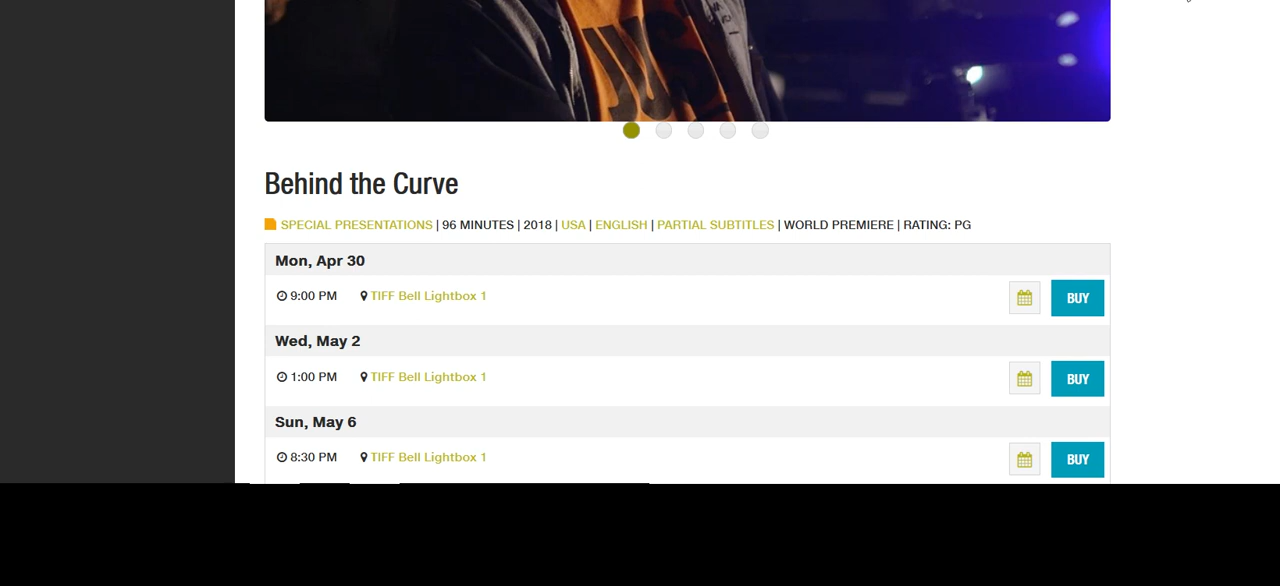 Behind the Curve
SPECIAL PRESENTATIONS | 96 MINUTES | 2018 | USA | ENGLISH | PARTIAL SUBTITLES | WORLD PREMIERE | RATING: PG
Mon, Apr 30
9:00 PM TIFF Bell Lightbox 1 BUY
Wed, May 2
1:00 PM TIFF Bell Lightbox 1 BUY
Sun, May 6
8:30 PM TIFF Bell Lightbox 1 BUY